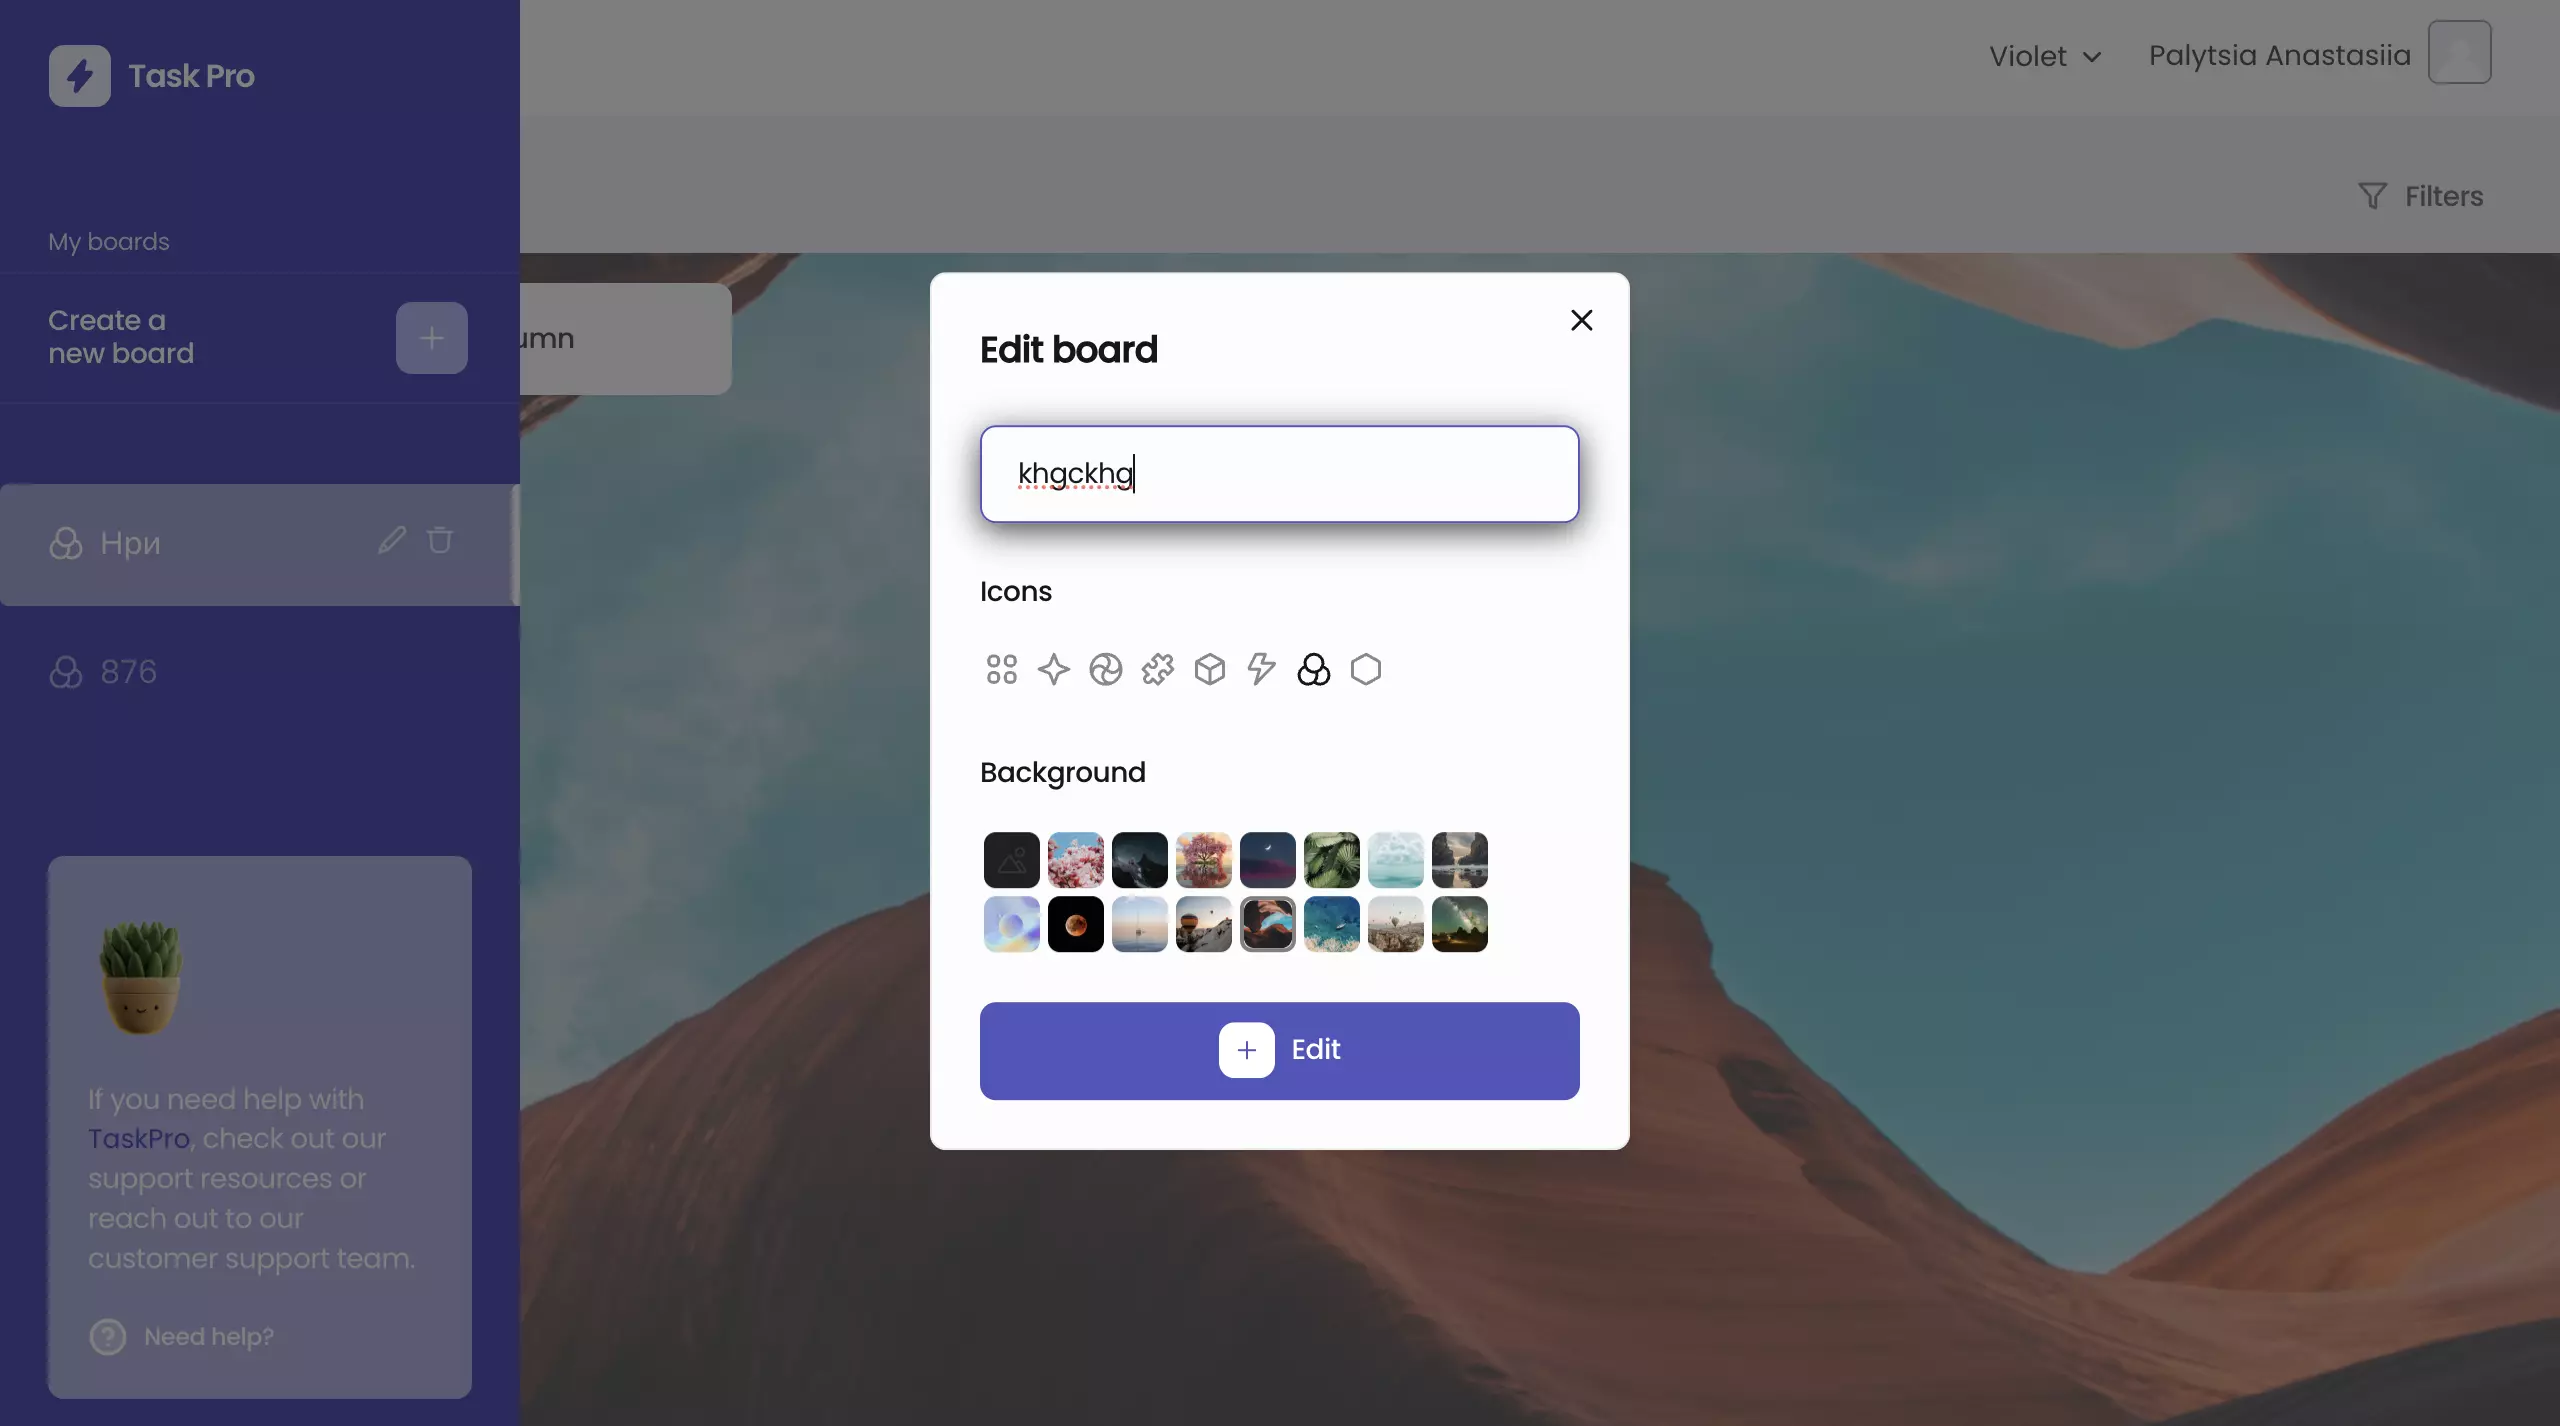 Task Pro
Violet
Palytsia Anastasiia
Filters
My boards
Create a
new board
umn
Нри
876
If you need help with
TaskPro, check out our
support resources or
reach out to our
customer support team.
Need help?
Edit board
khgckhg
Icons
Background
Edit